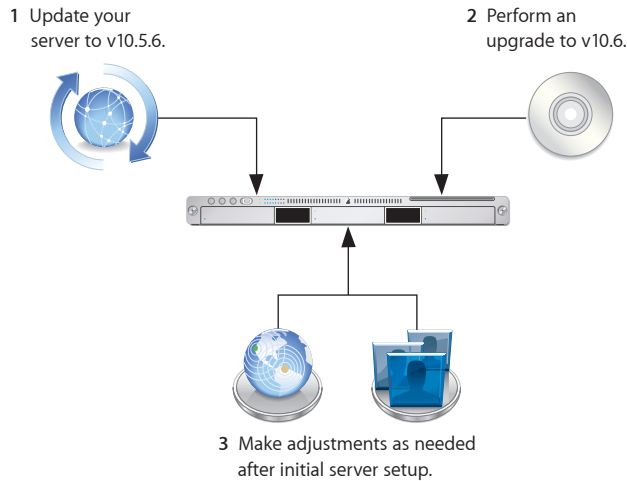 1 Update your
server to v10.5.6.
2 Perform an
upgrade to v10.6.
3 Make adjustments as needed
after initial server setup.